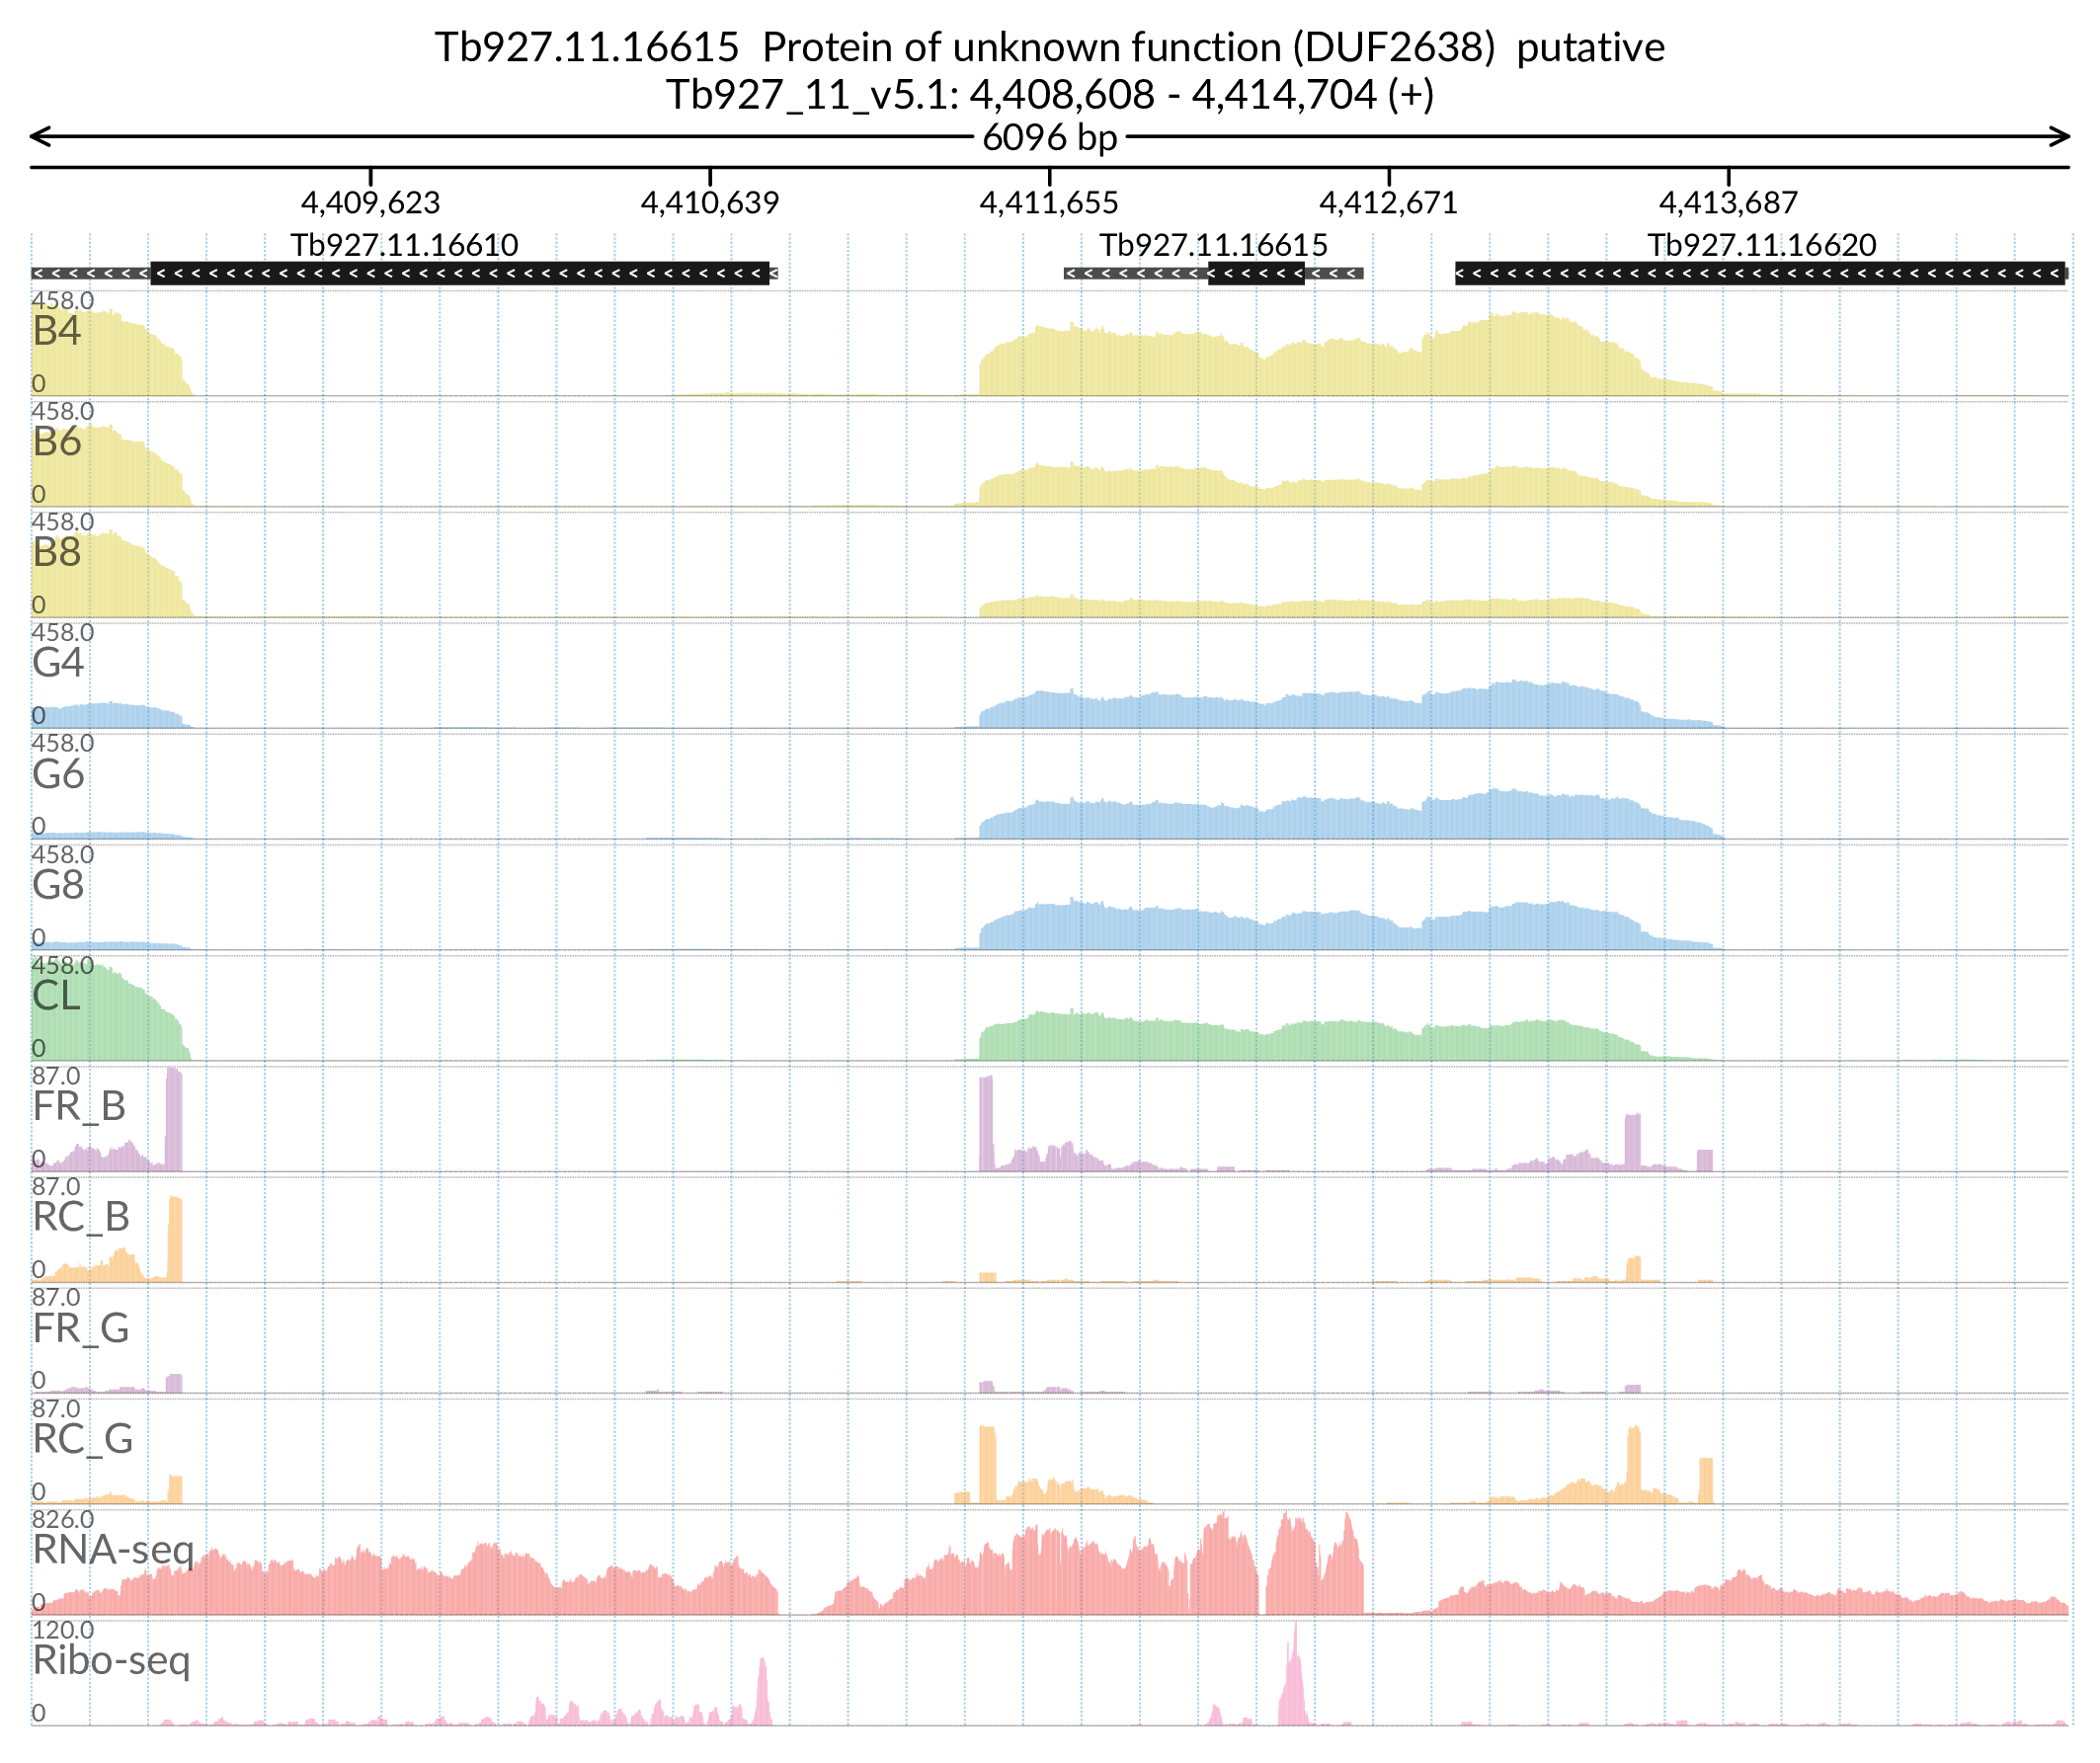 Tb927.11.16615  Protein of unknown function (DUF2638)  putative
Tb927_11_v5.1: 4,408,608 - 4,414,704 (+)
6096 bp
4,409,623 4,410,639 4,411,655 4,412,671 4,413,687
Tb927.11.16610 Tb927.11.16615 Tb927.11.16620
458.0
B4
0
458.0
B6
0
458.0
B8
0
458.0
G4
0
458.0
G6
0
458.0
G8
0
458.0
CL
0
87.0
FR_B
0
87.0
RC_B
0
87.0
FR_G
0
87.0
RC_G
0
826.0
RNA-seq
0
120.0
Ribo-seq
0